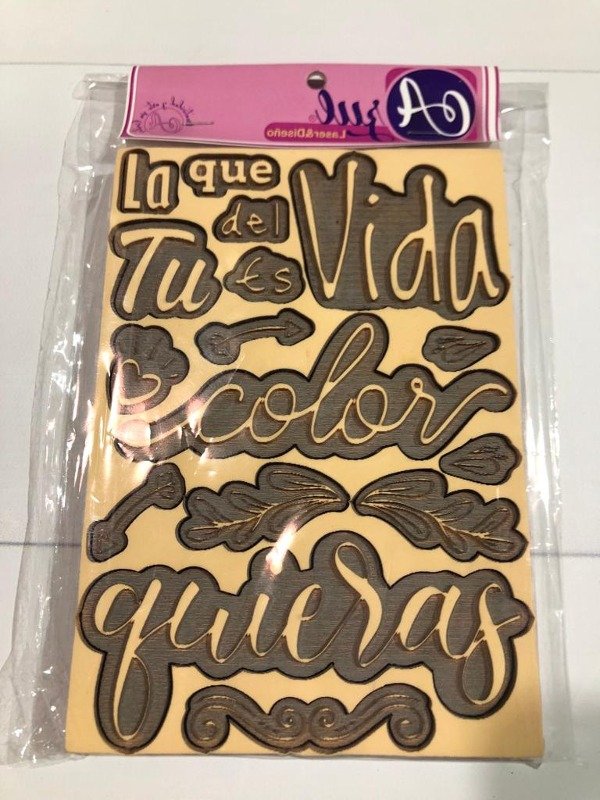 Azul
Laser&Diseño
La que
del
Vida
Tu Es
color
quieras